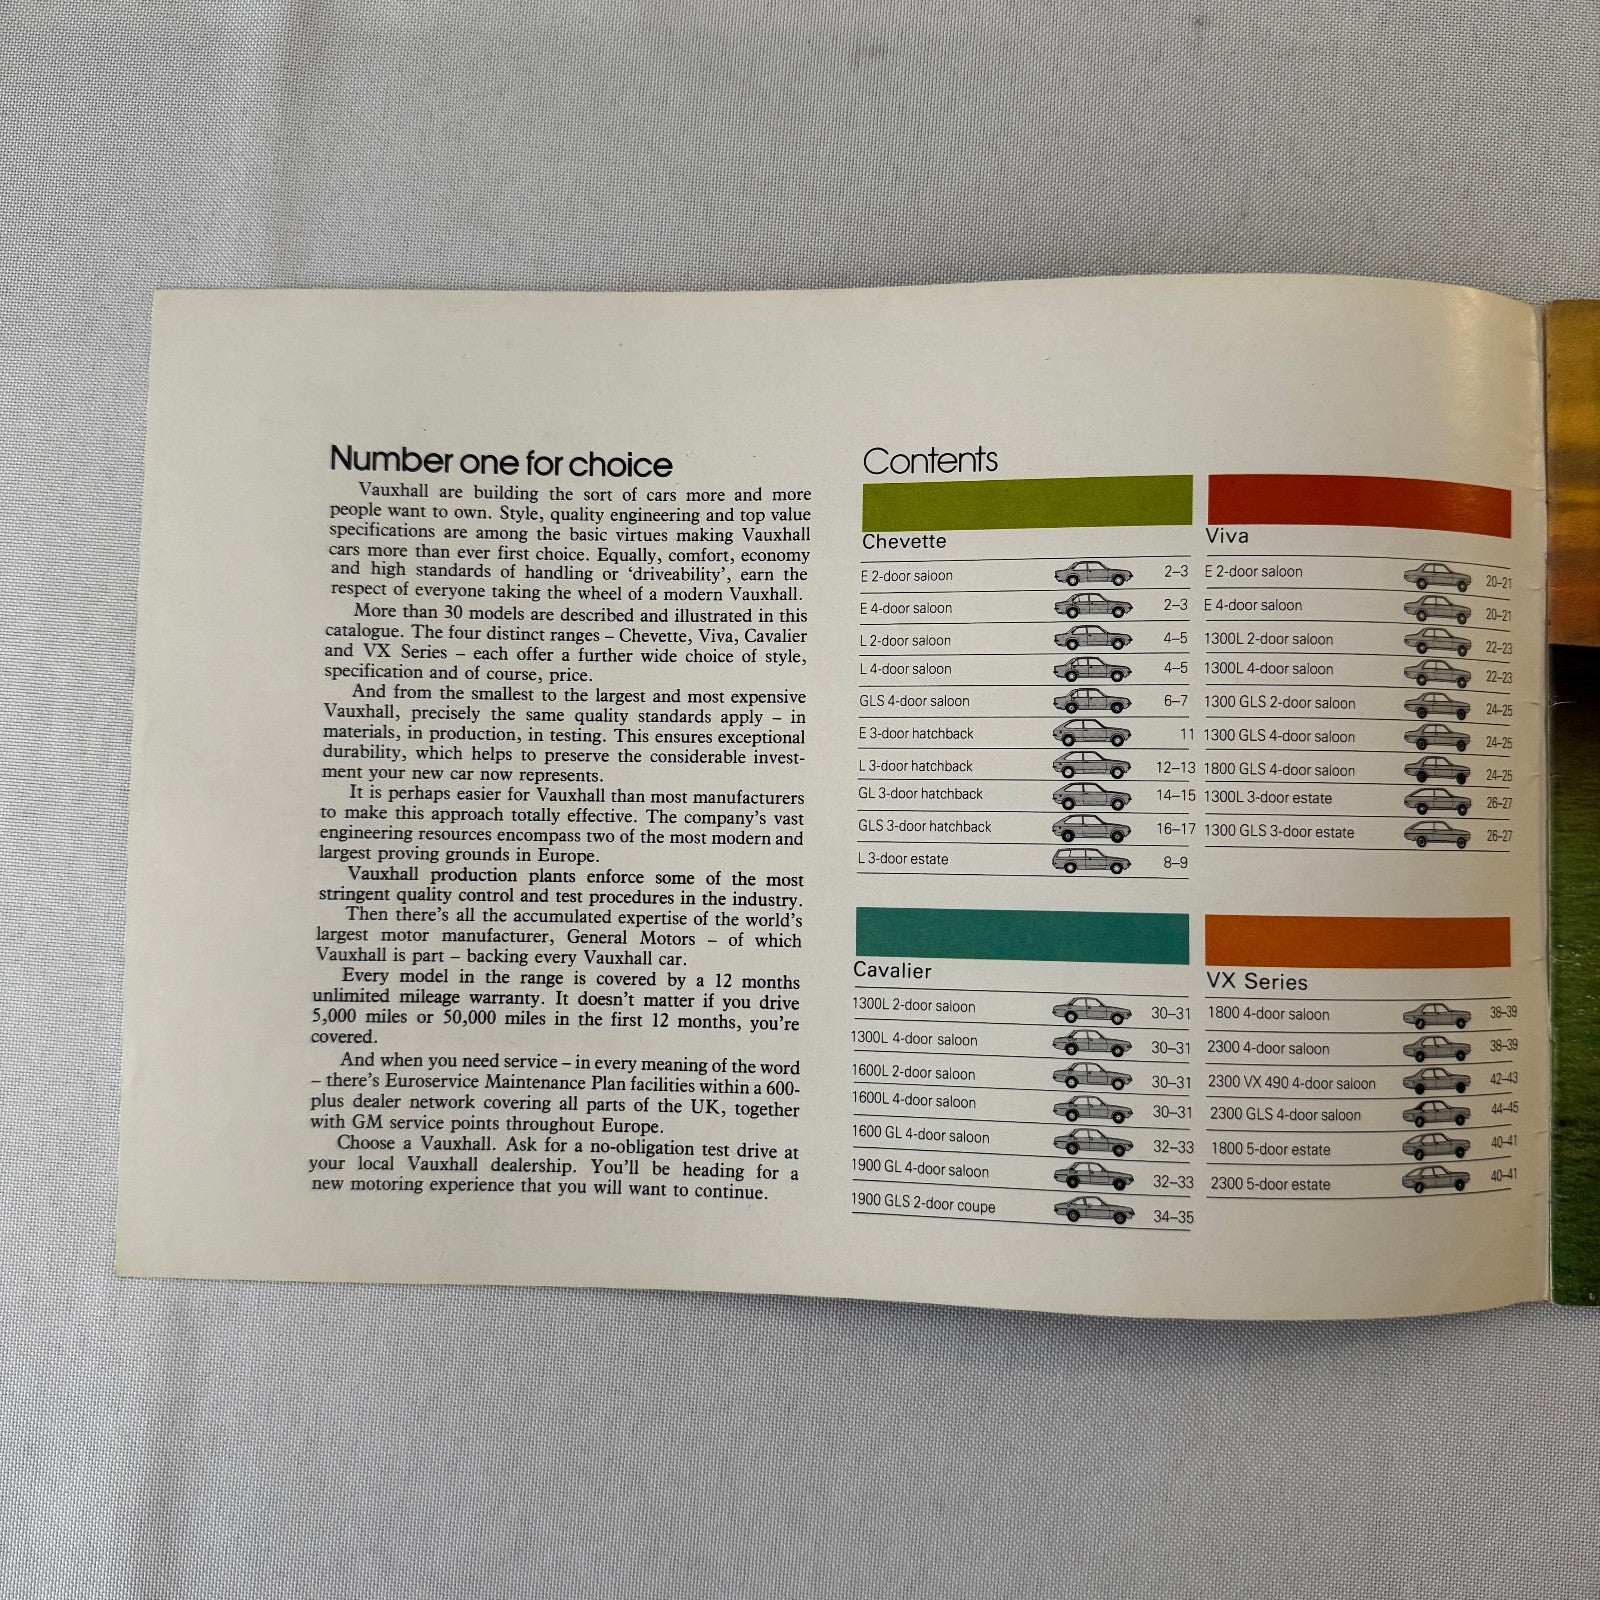 Number one for choice
Vauxhall are building the sort of cars more and more
people want to own. Style, quality engineering and top value
specifications are among the basic virtues making Vauxhall
cars more than ever first choice. Equally, comfort, economy
and high standards of handling or ‘driveability’, earn the
respect of everyone taking the wheel of a modern Vauxhall.
More than 30 models are described and illustrated in this
catalogue. The four distinct ranges – Chevette, Viva, Cavalier
and VX Series – each offer a further wide choice of style,
specification and of course, price.
And from the smallest to the largest and most expensive
Vauxhall, precisely the same quality standards apply – in
materials, in production, in testing. This ensures exceptional
durability, which helps to preserve the considerable invest-
ment your new car now represents.
It is perhaps easier for Vauxhall than most manufacturers
to make this approach totally effective. The company’s vast
engineering resources encompass two of the most modern and
largest proving grounds in Europe.
Vauxhall production plants enforce some of the most
stringent quality control and test procedures in the industry.
Then there’s all the accumulated expertise of the world’s
largest motor manufacturer, General Motors – of which
Vauxhall is part – backing every Vauxhall car.
Every model in the range is covered by a 12 months
unlimited mileage warranty. It doesn’t matter if you drive
5,000 miles or 50,000 miles in the first 12 months, you’re
covered.
And when you need service – in every meaning of the word
– there’s Euroservice Maintenance Plan facilities within a 600-
plus dealer network covering all parts of the UK, together
with GM service points throughout Europe.
Choose a Vauxhall. Ask for a no-obligation test drive at
your local Vauxhall dealership. You’ll be heading for a
new motoring experience that you will want to continue.
Contents
Chevette
E 2-door saloon 2–3
E 4-door saloon 2–3
L 2-door saloon 4–5
L 4-door saloon 4–5
GLS 4-door saloon 6–7
E 3-door hatchback 11
L 3-door hatchback 12–13
GL 3-door hatchback 14–15
GLS 3-door hatchback 16–17
L 3-door estate 8–9
Viva
E 2-door saloon 20–21
E 4-door saloon 20–21
1300L 2-door saloon 22–23
1300L 4-door saloon 22–23
1300 GLS 2-door saloon 24–25
1300 GLS 4-door saloon 24–25
1800 GLS 4-door saloon 24–25
1300L 3-door estate 26–27
1300 GLS 3-door estate 26–27
Cavalier
1300L 2-door saloon 30–31
1300L 4-door saloon 30–31
1600L 2-door saloon 30–31
1600L 4-door saloon 30–31
1600 GL 4-door saloon 32–33
1900 GL 4-door saloon 32–33
1900 GLS 2-door coupe 34–35
VX Series
1800 4-door saloon 38–39
2300 4-door saloon 38–39
2300 VX 490 4-door saloon 42–43
2300 GLS 4-door saloon 44–45
1800 5-door estate 40–41
2300 5-door estate 40–41